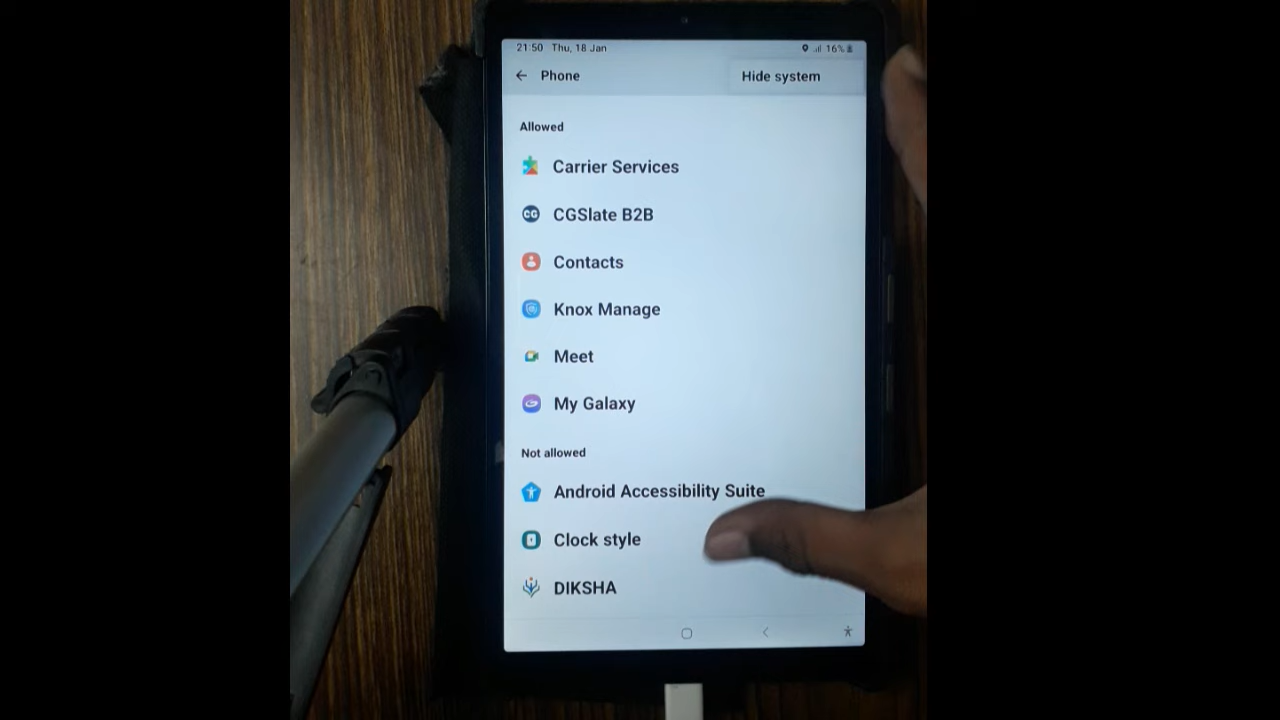 21:50 Thu, 18 Jan 16%
Phone
Hide system
Allowed
Carrier Services
CG CGSlate B2B
Contacts
Knox Manage
Meet
My Galaxy
Not allowed
Android Accessibility Suite
Clock style
DIKSHA